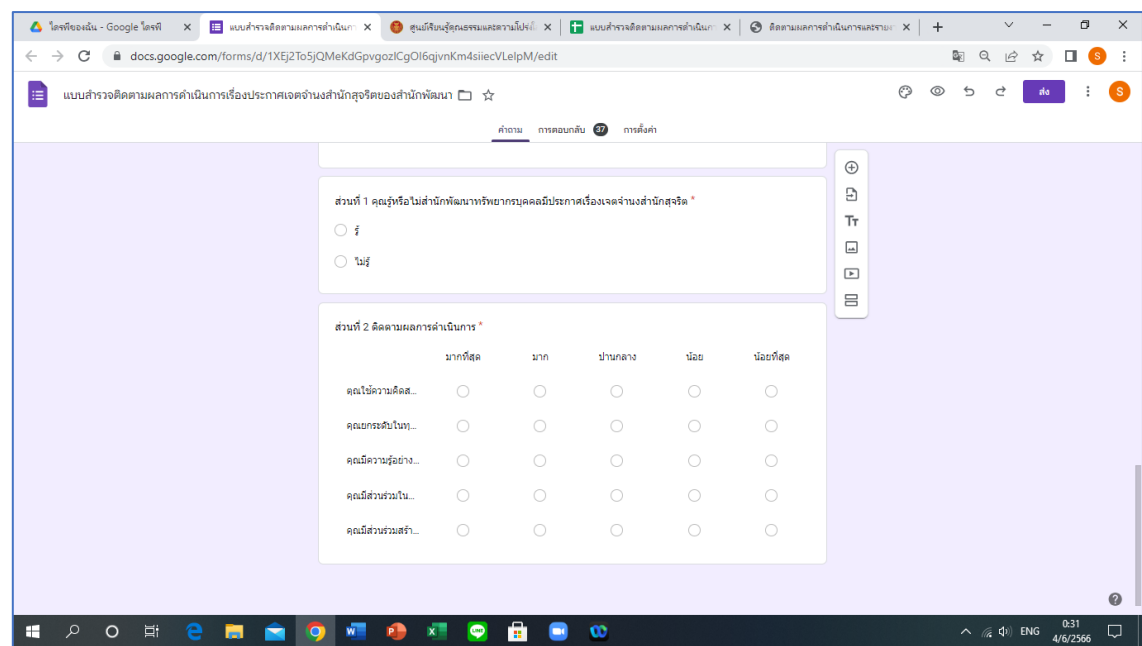 ไดรฟ์ของฉัน - Google ไดรฟ์
แบบสำรวจติดตามผลการดำเนินก
ศูนย์เรียนรู้คุณธรรมและความโปร่ง
แบบสำรวจติดตามผลการดำเนินก
ติดตามผลการดำเนินการและราย
docs.google.com/forms/d/1XEj2To5jQMeKdGpvgozlCgOI6qjvnKm4siiecVLelpM/edit
S
แบบสำรวจติดตามผลการดำเนินการเรื่องประกาศเจตจำนงสำนักสุจริตของสำนักพัฒนา
ส่ง
S
คำถาม การตอบกลับ 37 การตั้งค่า
ส่วนที่ 1 คุณรู้หรือไม่สำนักพัฒนาทรัพยากรบุคคลมีประกาศเรื่องเจตจำนงสำนักสุจริต *
รู้
ไม่รู้
Tт
ส่วนที่ 2 ติดตามผลการดำเนินการ *
มากที่สุด มาก ปานกลาง น้อย น้อยที่สุด
คุณใช้ความคิดส...
คุณยกระดับในทุ...
คุณมีความรู้อย่าง...
คุณมีส่วนร่วมใน...
คุณมีส่วนร่วมสร้า...
ENG
0:31
4/6/2566